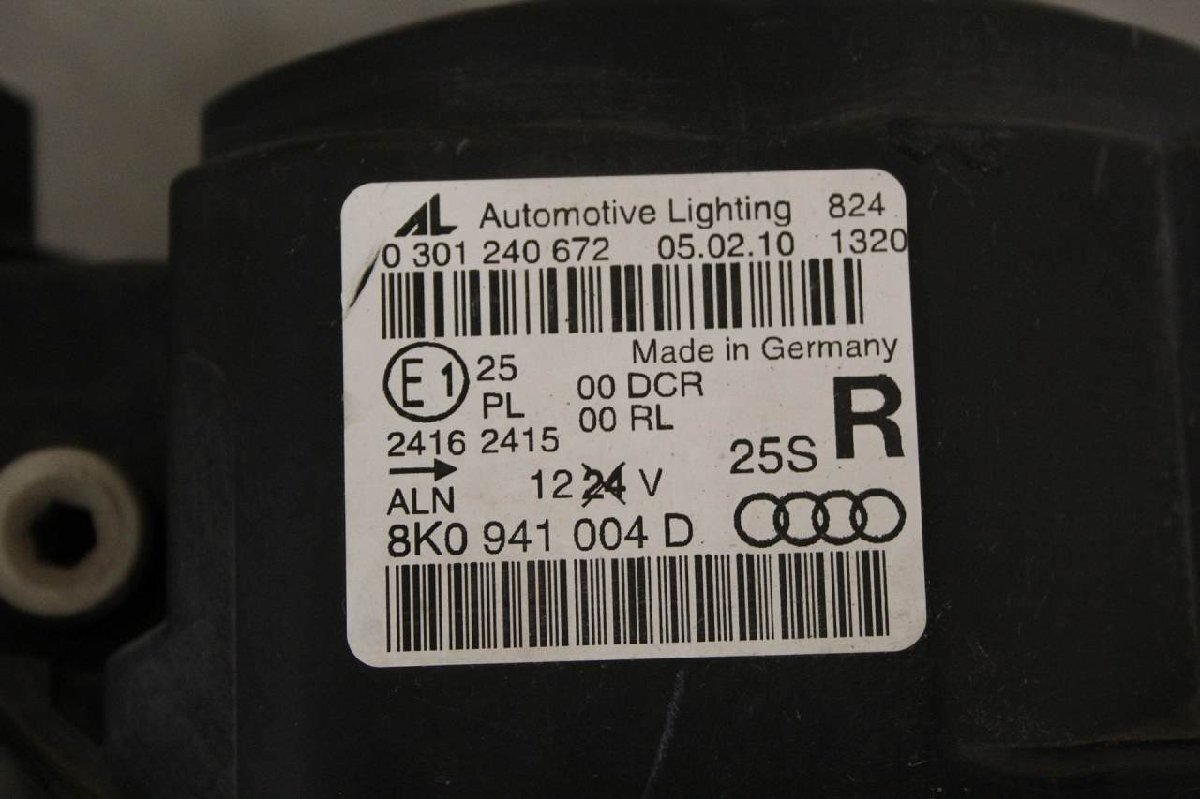 AL Automotive Lighting 824
0 301 240 672 05.02.10 1320
Made in Germany
E1 25 00 DCR R
PL 00 RL
2416 2415 25S
ALN 12 24 V
8K0 941 004 D